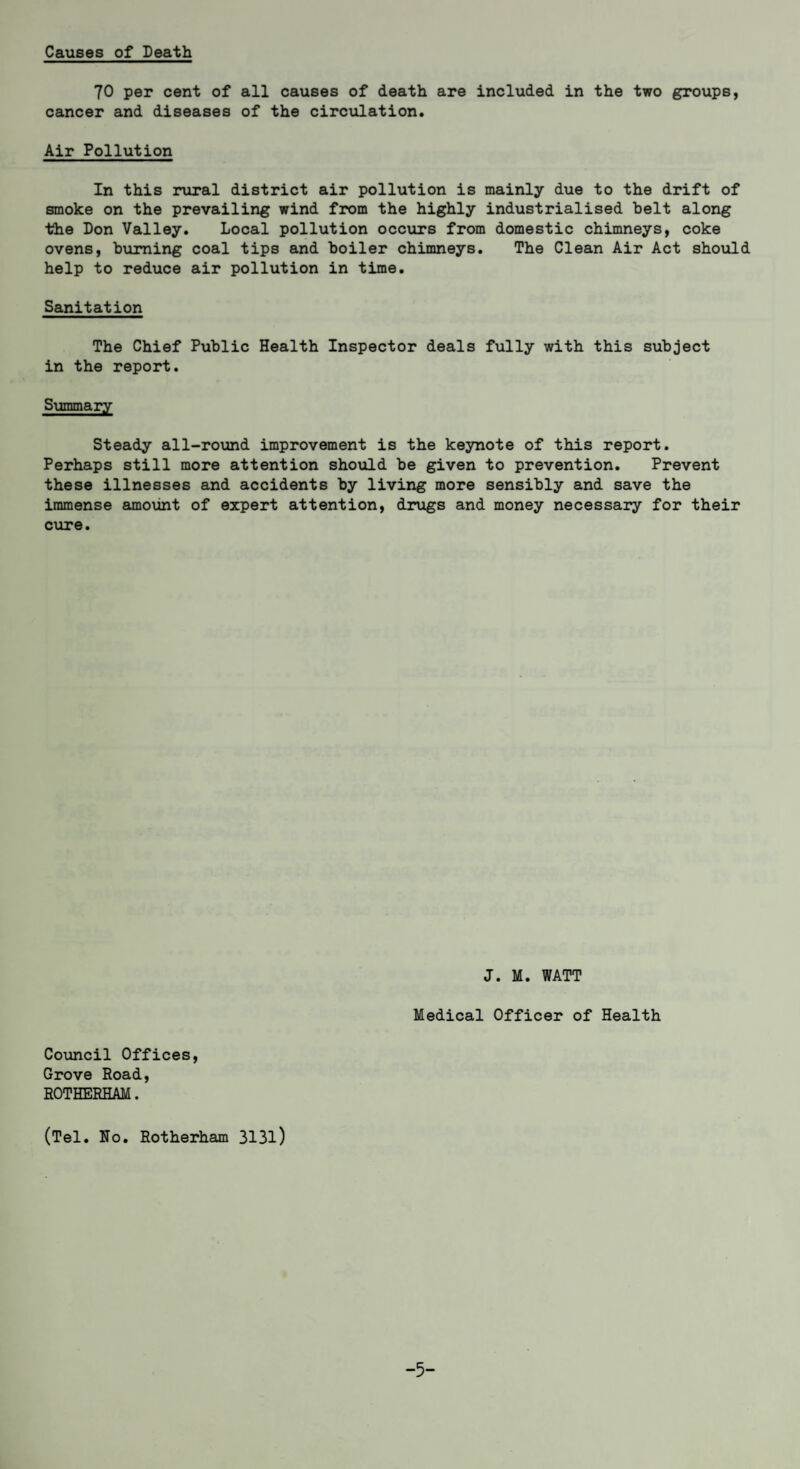 Causes of Death
70 per cent of all causes of death are included in the two groups,
cancer and diseases of the circulation.
Air Pollution
In this rural district air pollution is mainly due to the drift of
smoke on the prevailing wind from the highly industrialised belt along
the Don Valley. Local pollution occurs from domestic chimneys, coke
ovens, burning coal tips and boiler chimneys. The Clean Air Act should
help to reduce air pollution in time.
Sanitation
The Chief Public Health Inspector deals fully with this subject
in the report.
Summary
Steady all-round improvement is the keynote of this report.
Perhaps still more attention should be given to prevention. Prevent
these illnesses and accidents by living more sensibly and save the
immense amount of expert attention, drugs and money necessary for their
cure.
J. M. WATT
Medical Officer of Health
Council Offices,
Grove Road,
ROTHERHAM.
(Tel. No. Rotherham 3131)
-5-